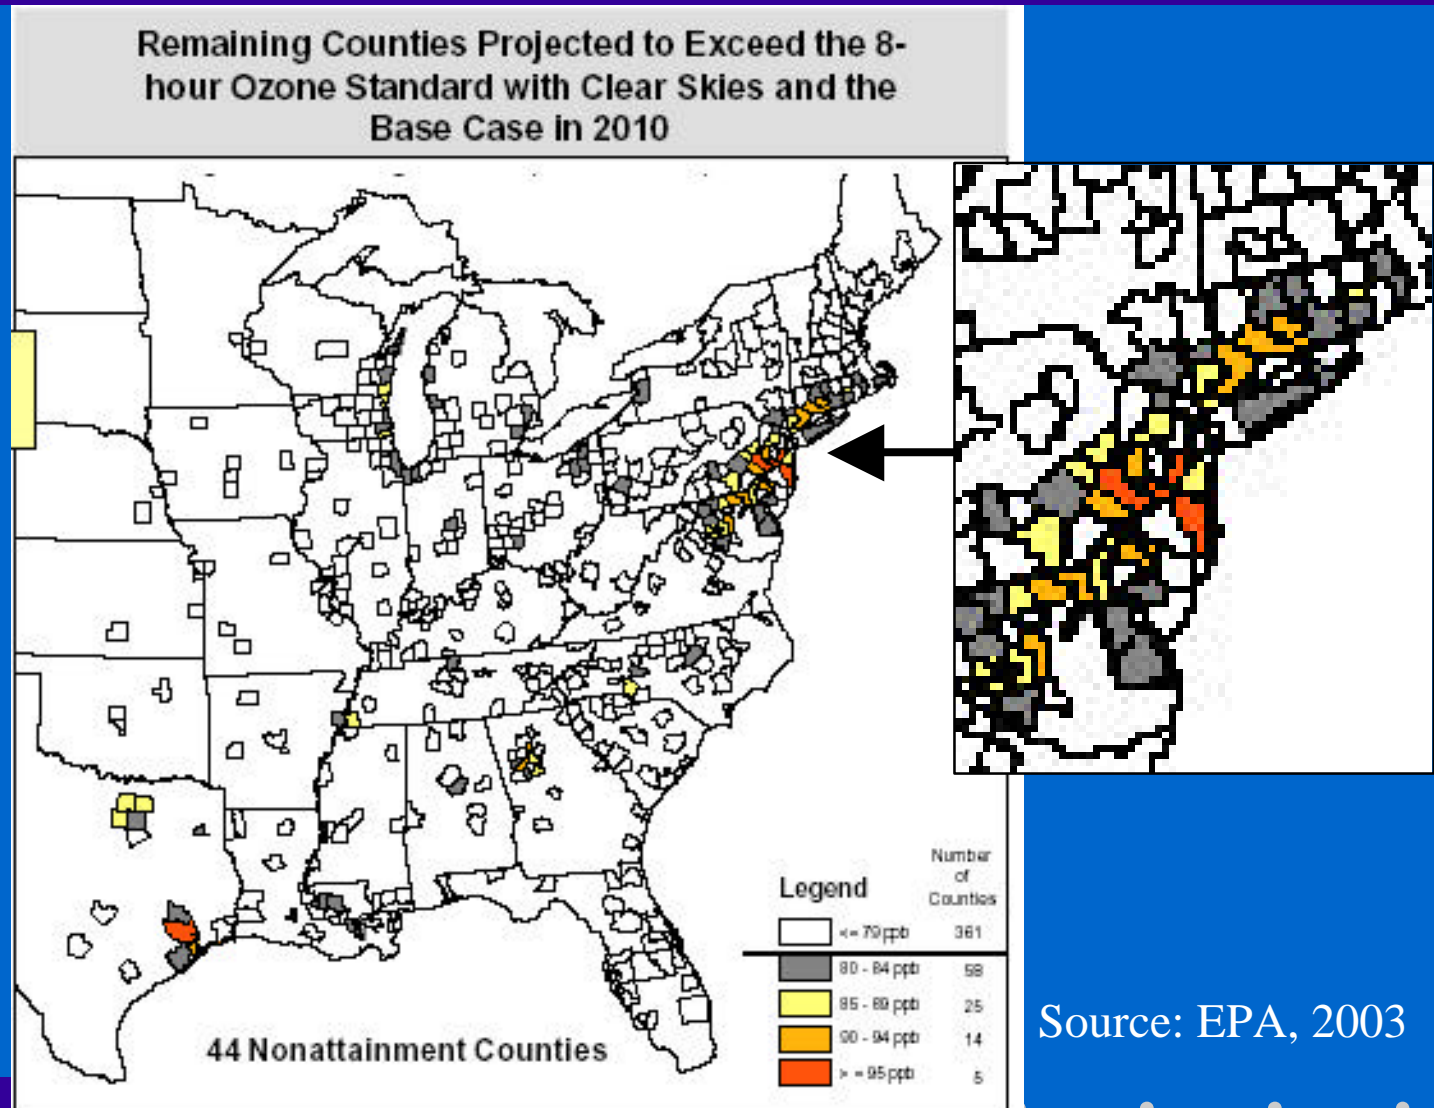 Remaining Counties Projected to Exceed the 8-
hour Ozone Standard with Clear Skies and the
Base Case in 2010
Number
of
Counties
Legend
<= 79 ppb 361
80 - 84 ppb 58
85 - 89 ppb 25
90 - 94 ppb 14
> = 95 ppb 5
44 Nonattainment Counties
Source: EPA, 2003